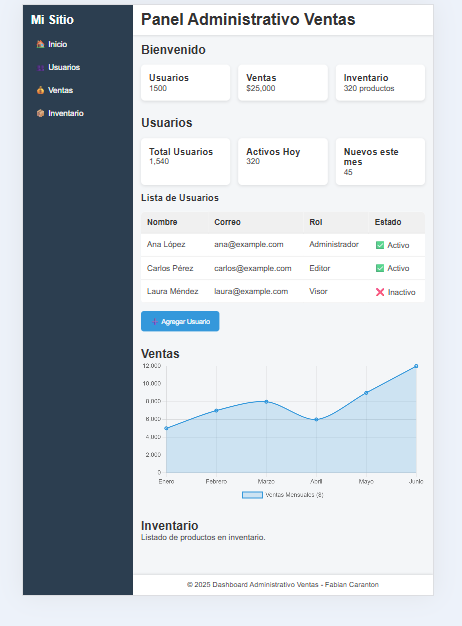 Mi Sitio
Inicio
Usuarios
Ventas
Inventario
Panel Administrativo Ventas
Bienvenido
Usuarios Ventas Inventario
1500 $25,000 320 productos
Usuarios
Total Usuarios Activos Hoy Nuevos este
mes
1,540 320 45
Lista de Usuarios
Nombre Correo Rol Estado
Ana López ana@example.com Administrador Activo
Carlos Pérez carlos@example.com Editor Activo
Laura Méndez laura@example.com Visor Inactivo
Agregar Usuario
Ventas
12,000
10,000
8,000
6,000
4,000
2,000
0
Enero Febrero Marzo Abril Mayo Junio
Ventas Mensuales ($)
Inventario
Listado de productos en inventario.
© 2025 Dashboard Administrativo Ventas - Fabian Caranton